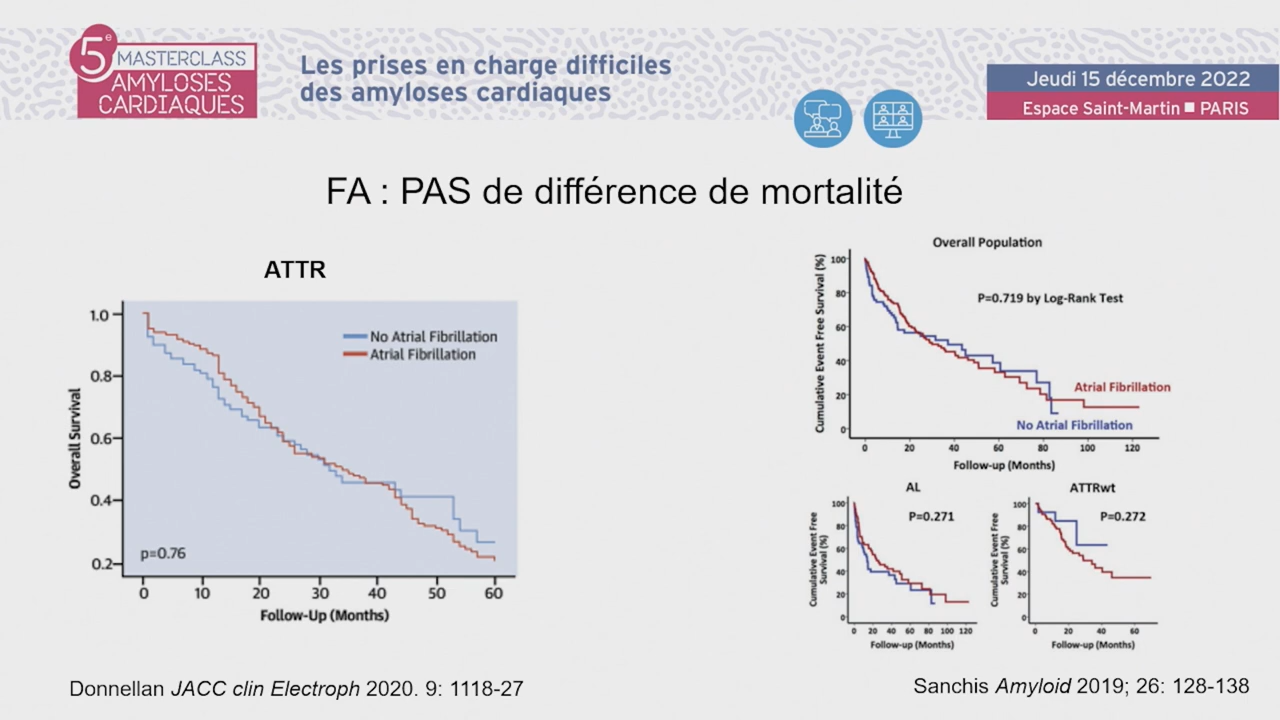 5e
MASTERCLASS
AMYLOSES
CARDIAQUES
Les prises en charge difficiles
des amyloses cardiaques
Jeudi 15 décembre 2022
Espace Saint-Martin ■ PARIS
FA : PAS de différence de mortalité
ATTR
No Atrial Fibrillation
Atrial Fibrillation
Overall Survival
1.0
0.8
0.6
0.4
0.2
p=0.76
0 10 20 30 40 50 60
Follow-Up (Months)
Donnellan JACC clin Electroph 2020. 9: 1118-27
Overall Population
Cumulative Event Free Survival (%)
100
80
60
40
20
0
P=0.719 by Log-Rank Test
Atrial Fibrillation
No Atrial Fibrillation
0 20 40 60 80 100 120
Follow-up (Months)
AL
Cumulative Event Free
Survival (%)
100
80
60
40
20
0
P=0.271
0 20 40 60 80 100 120
Follow-up (Months)
ATTRwt
Cumulative Event Free
Survival (%)
100
80
60
40
20
0
P=0.272
0 20 40 60
Follow-up (Months)
Sanchis Amyloid 2019; 26: 128-138